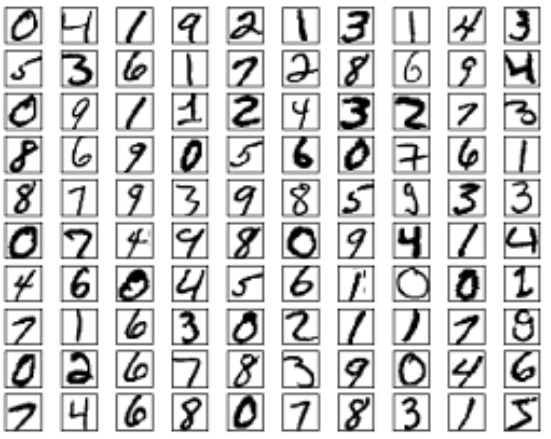 0 4 1 9 2 1 3 1 4 3
5 3 6 1 7 2 8 6 9 4
0 9 1 1 2 4 3 2 7 3
8 6 9 0 5 6 0 7 6 1
8 7 9 3 9 8 5 9 3 3
0 7 4 9 8 0 9 4 1 4
4 6 0 4 5 6 1 0 0 1
7 1 6 3 0 2 1 1 7 9
0 2 6 7 8 3 9 0 4 6
7 4 6 8 0 7 8 3 1 5